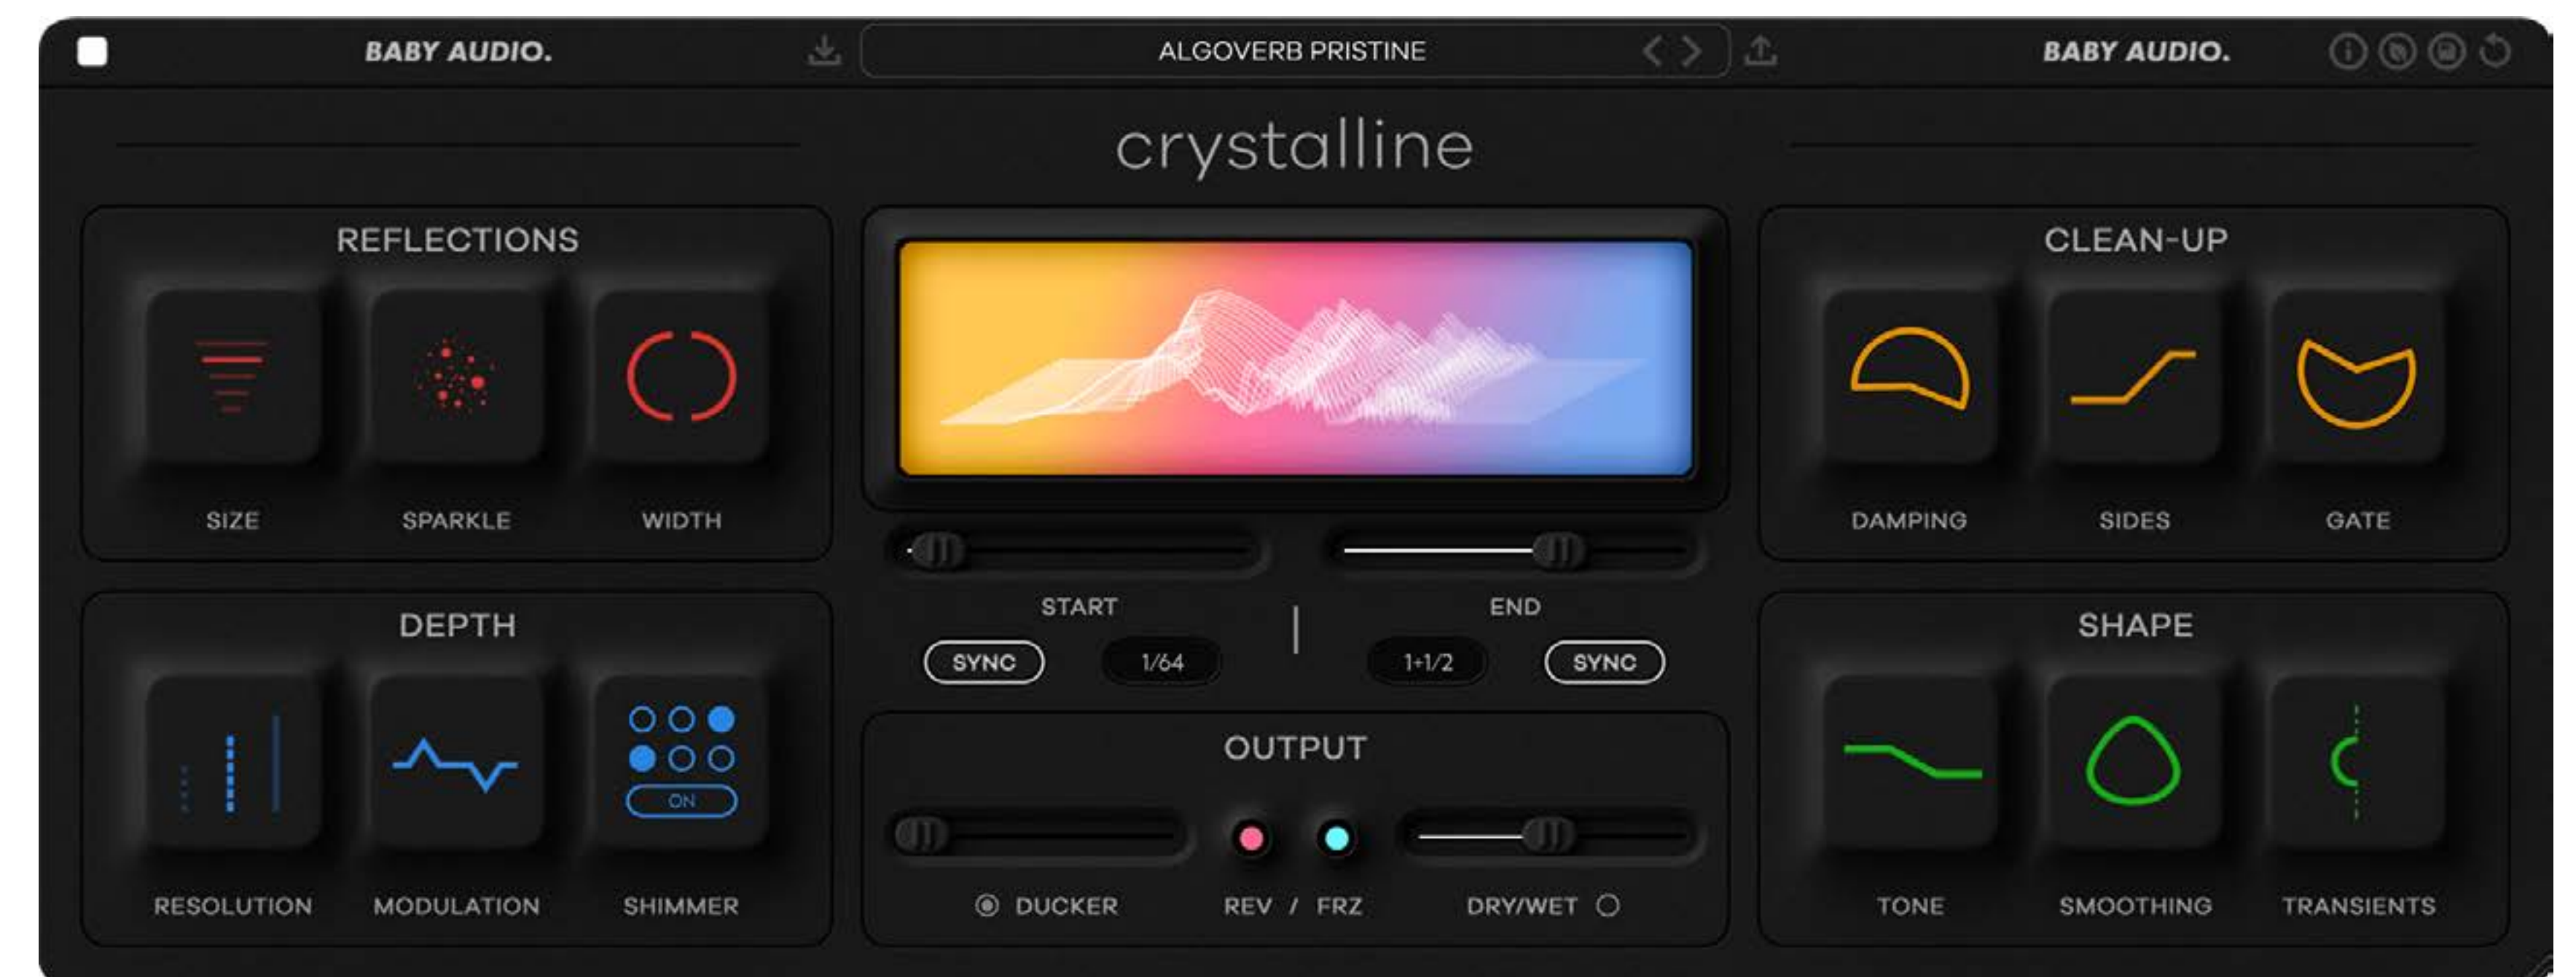 BABY AUDIO. ALGOVERB PRISTINE BABY AUDIO.
crystalline
REFLECTIONS
SIZE SPARKLE WIDTH
CLEAN-UP
DAMPING SIDES GATE
START END
SYNC 1/64 1+1/2 SYNC
DEPTH
ON
RESOLUTION MODULATION SHIMMER
OUTPUT
DUCKER REV / FRZ DRY/WET
SHAPE
TONE SMOOTHING TRANSIENTS